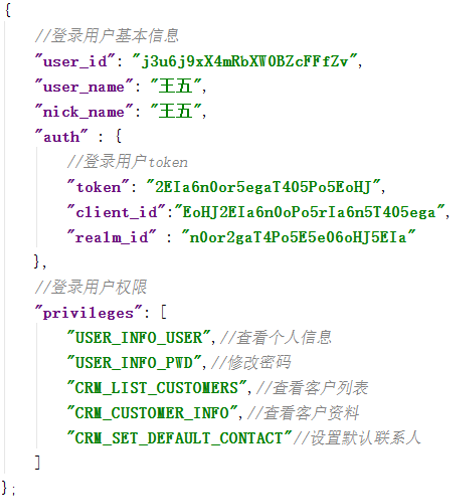 {
//登录用户基本信息
"user_id": "j3u6j9xX4mRbXW0BZcFFfZv",
"user_name": "王五",
"nick_name": "王五",
"auth" : {
//登录用户token
"token": "2EIa6n0or5egaT405Po5EoHJ",
"client_id":"EoHJ2EIa6n0oPo5rIa6n5T405ega",
"realm_id" : "n0or2gaT4Po5E5e06oHJ5EIa"
},
//登录用户权限
"privileges": [
"USER_INFO_USER",//查看个人信息
"USER_INFO_PWD",//修改密码
"CRM_LIST_CUSTOMERS",//查看客户列表
"CRM_CUSTOMER_INFO",//查看客户资料
"CRM_SET_DEFAULT_CONTACT"//设置默认联系人
]
};